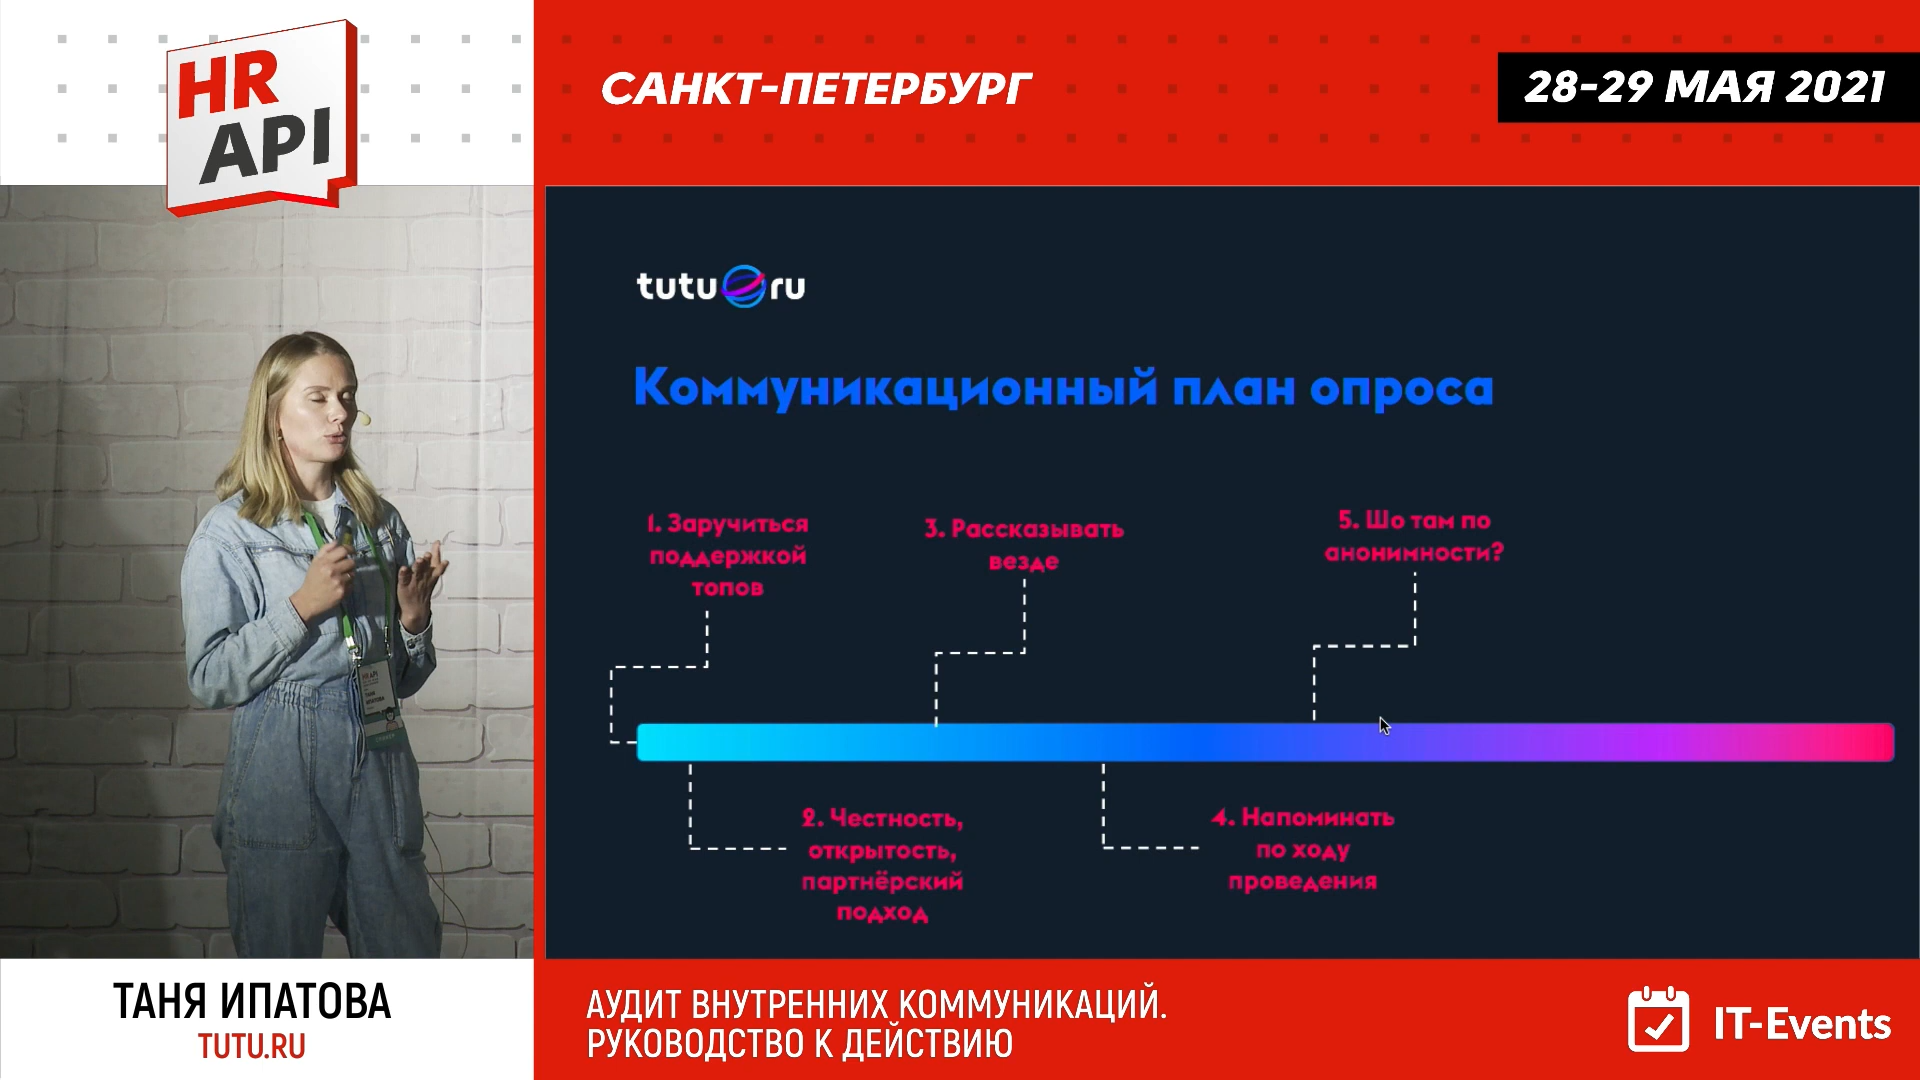 HR
API
САНКТ-ПЕТЕРБУРГ
28-29 МАЯ 2021
tutu ru
Коммуникационный план опроса
1. Заручиться
поддержкой
топов
3. Рассказывать
везде
5. Шо там по
анонимности?
2. Честность,
открытость,
партнёрский
подход
4. Напоминать
по ходу
проведения
ТАНЯ ИПАТОВА
TUTU.RU
АУДИТ ВНУТРЕННИХ КОММУНИКАЦИЙ.
РУКОВОДСТВО К ДЕЙСТВИЮ
IT-Events